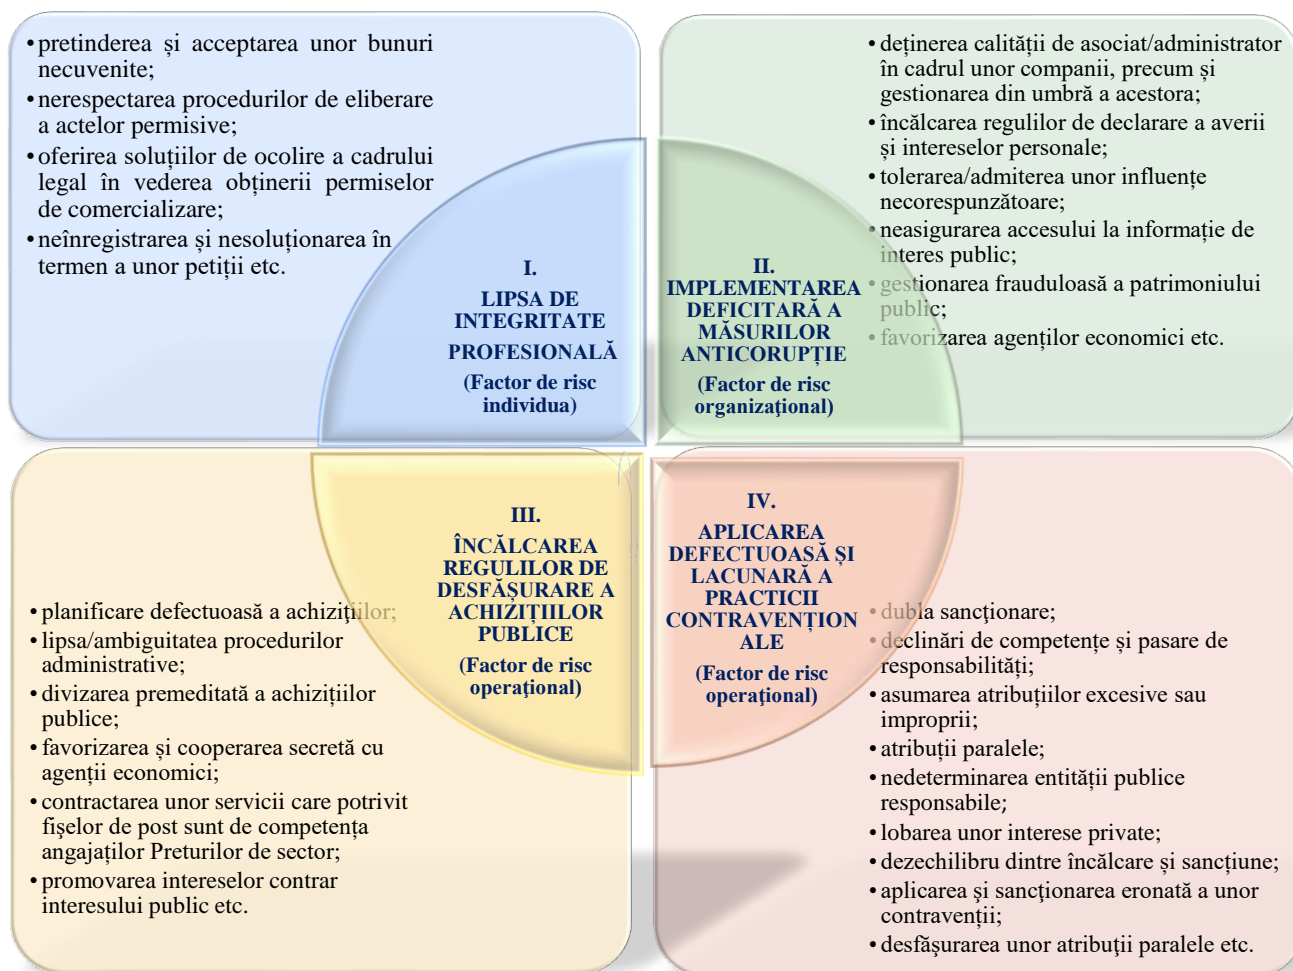 •pretinderea și acceptarea unor bunuri
necuvenite;
•nerespectarea procedurilor de eliberare
a actelor permisive;
•oferirea soluțiilor de ocolire a cadrului
legal în vederea obținerii permiselor
de comercializare;
•neînregistrarea și nesoluționarea în
termen a unor petiții etc.
I.
LIPSA DE
INTEGRITATE
PROFESIONALĂ
(Factor de risc
individua)
•deținerea calității de asociat/administrator
în cadrul unor companii, precum și
gestionarea din umbră a acestora;
•încălcarea regulilor de declarare a averii
și intereselor personale;
•tolerarea/admiterea unor influențe
necorespunzătoare;
•neasigurarea accesului la informație de
interes public;
•gestionarea frauduloasă a patrimoniului
public;
•favorizarea agenților economici etc.
II.
IMPLEMENTAREA
DEFICITARĂ A
MĂSURILOR
ANTICORUPȚIE
(Factor de risc
organizaţional)
III.
ÎNCĂLCAREA
REGULILOR DE
DESFĂȘURARE A
ACHIZIȚIILOR
PUBLICE
(Factor de risc
operaţional)
•planificare defectuoasă a achizițiilor;
•lipsa/ambiguitatea procedurilor
administrative;
•divizarea premeditată a achizițiilor
publice;
•favorizarea și cooperarea secretă cu
agenții economici;
•contractarea unor servicii care potrivit
fişelor de post sunt de competența
angajaților Preturilor de sector;
•promovarea intereselor contrar
interesului public etc.
IV.
APLICAREA
DEFECTUOASĂ ȘI
LACUNARĂ A
PRACTICII
CONTRAVENȚION
ALE
(Factor de risc
operaţional)
•dubla sancţionare;
•declinări de competențe și pasare de
responsabilități;
•asumarea atribuțiilor excesive sau
improprii;
•atribuții paralele;
•nedeterminarea entității publice
responsabile;
•lobarea unor interese private;
•dezechilibru dintre încălcare și sancțiune;
•aplicarea şi sancţionarea eronată a unor
contravenții;
•desfăşurarea unor atribuţii paralele etc.